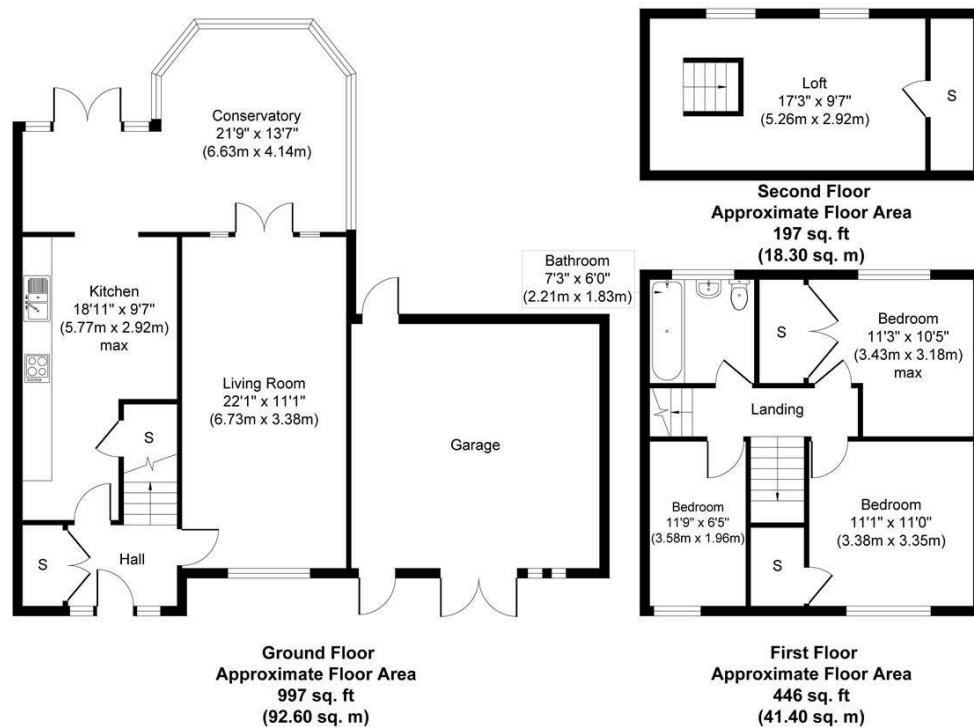 Conservatory
21'9" x 13'7"
(6.63m x 4.14m)
Kitchen
18'11" x 9'7"
(5.77m x 2.92m)
max
Living Room
22'1" x 11'1"
(6.73m x 3.38m)
S
S
Hall
Garage
Ground Floor
Approximate Floor Area
997 sq. ft
(92.60 sq. m)
Loft
17'3" x 9'7"
(5.26m x 2.92m)
S
Second Floor
Approximate Floor Area
197 sq. ft
(18.30 sq. m)
Bathroom
7'3" x 6'0"
(2.21m x 1.83m)
S
Bedroom
11'3" x 10'5"
(3.43m x 3.18m)
max
Landing
Bedroom
11'9" x 6'5"
(3.58m x 1.96m)
S
Bedroom
11'1" x 11'0"
(3.38m x 3.35m)
First Floor
Approximate Floor Area
446 sq. ft
(41.40 sq. m)